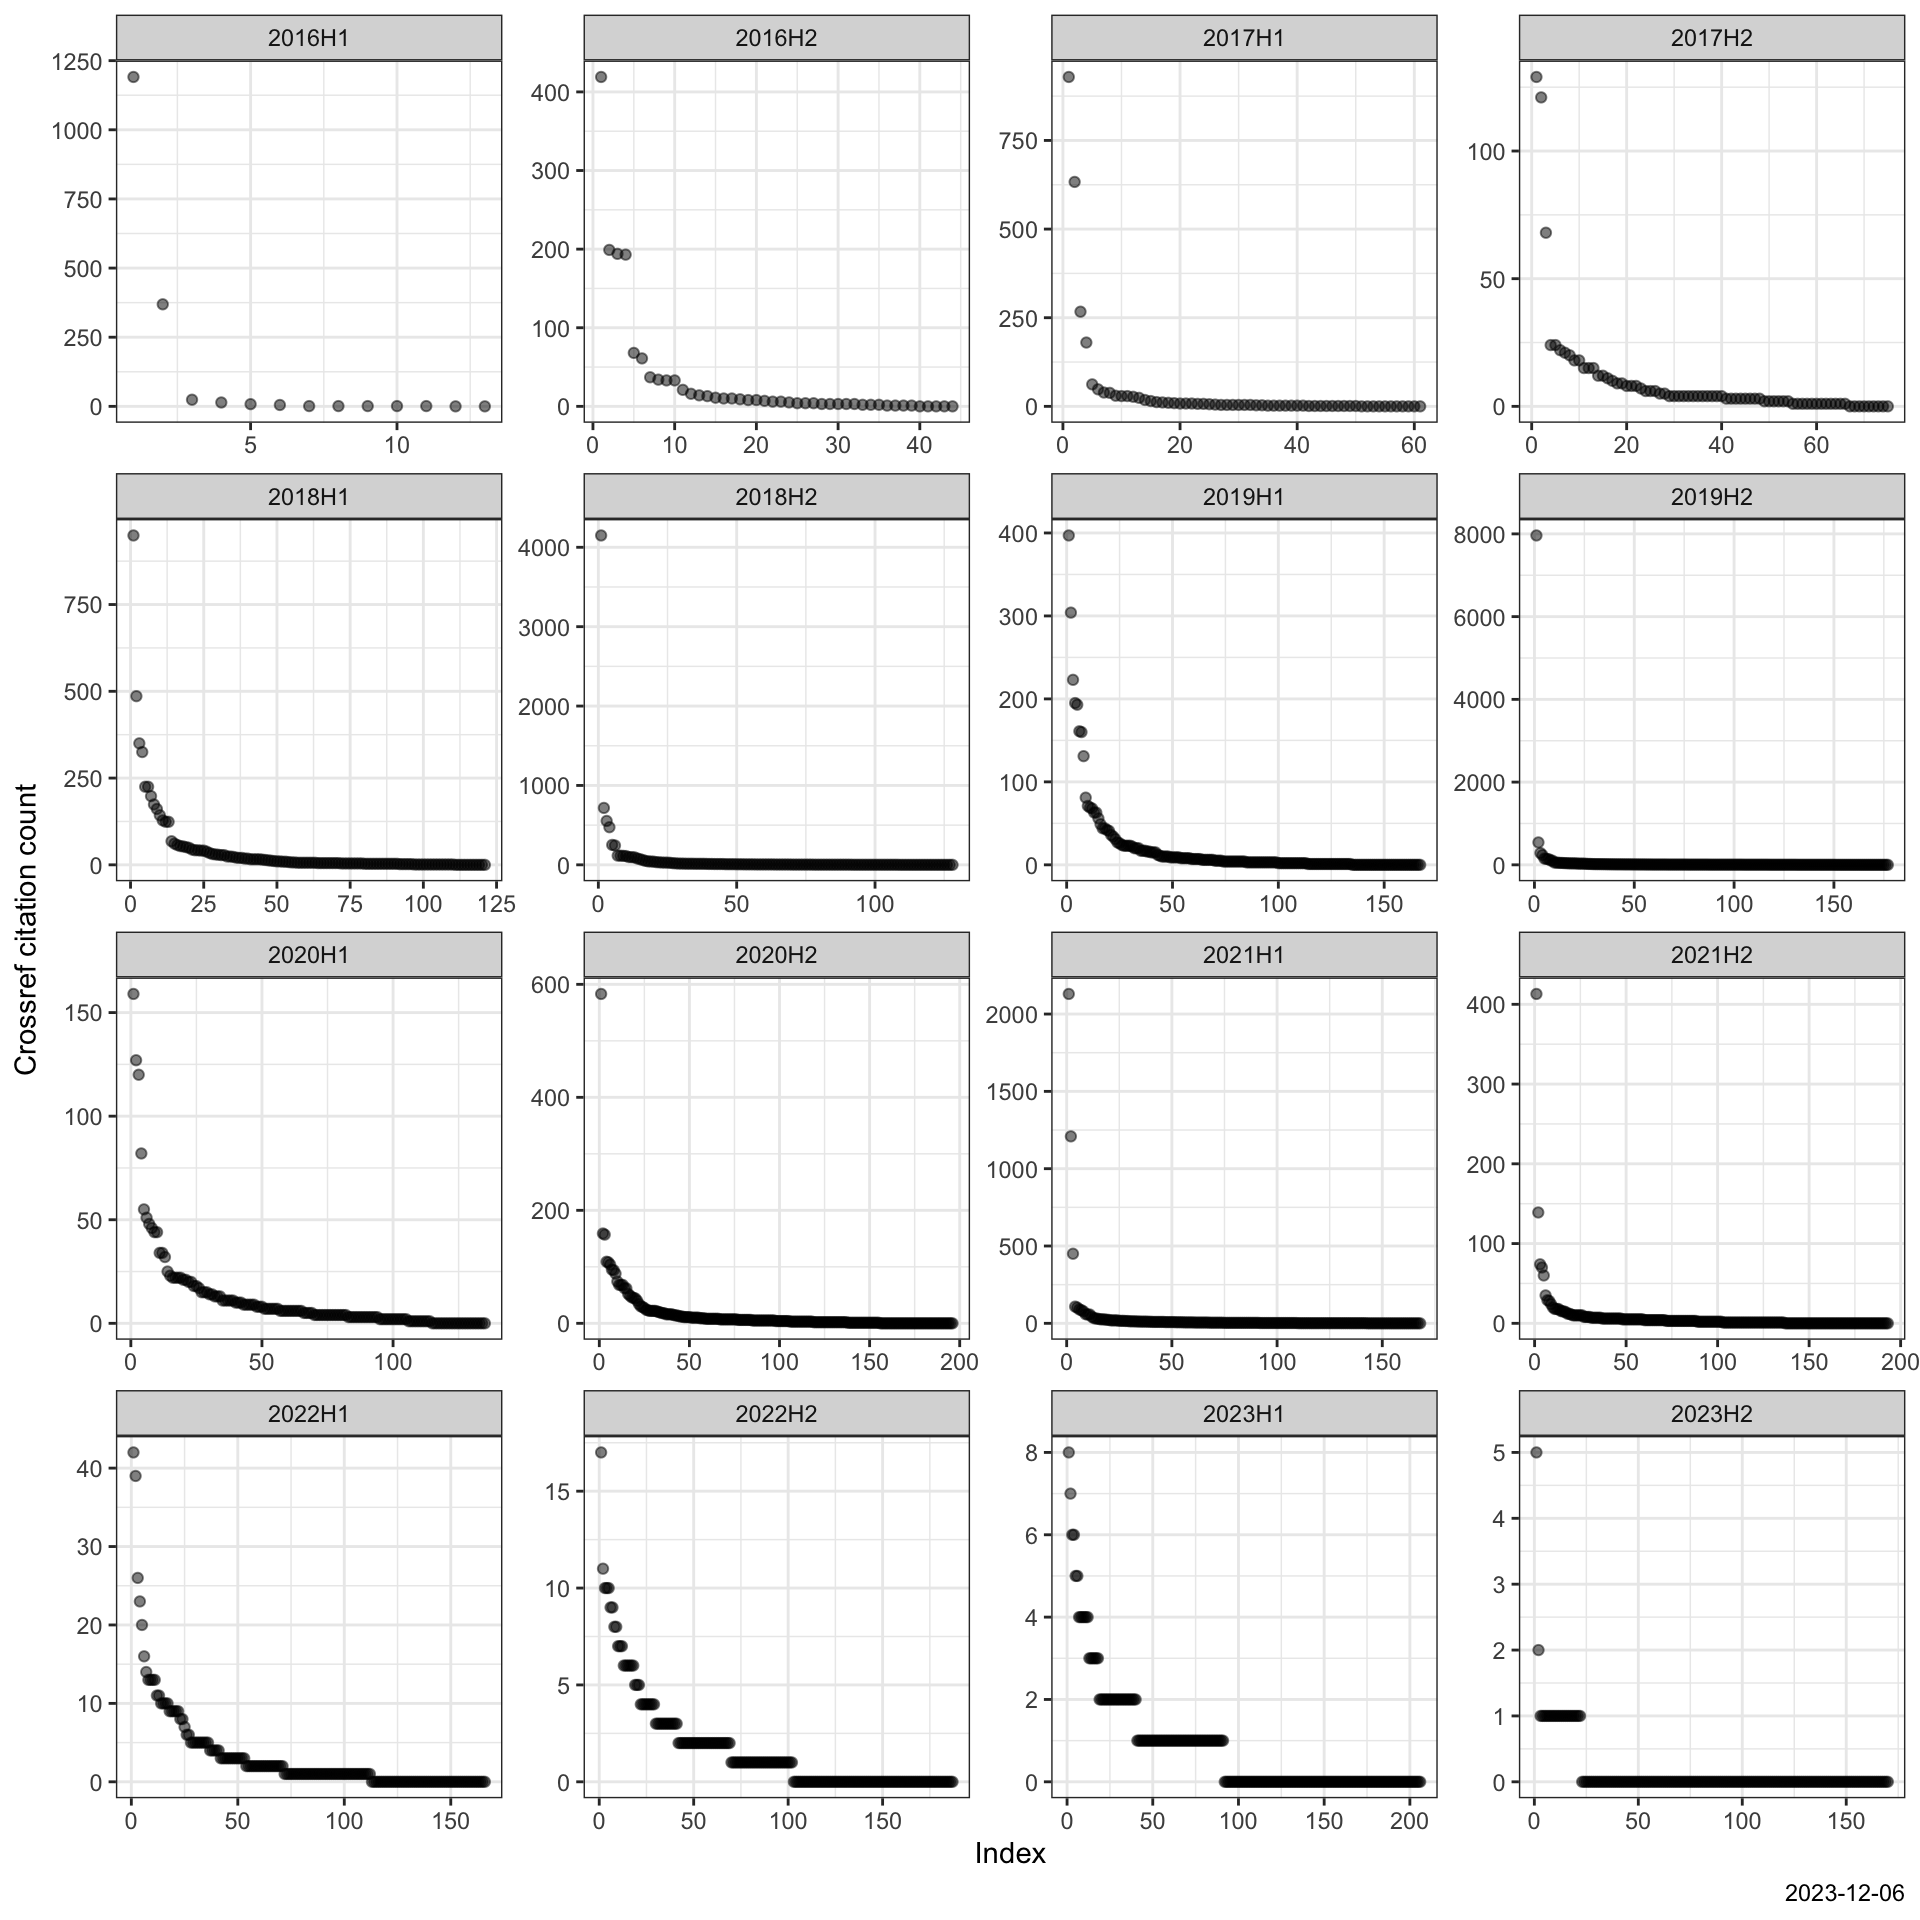 2016H1
2016H2
2017H1
2017H2
1250
1000
750
500
250
0
400
300
200
100
0
750
500
250
0
100
50
0
5 10
0 10 20 30 40
0 20 40 60
0 20 40 60
2018H1
2018H2
2019H1
2019H2
750
500
250
0
4000
3000
2000
1000
0
400
300
200
100
0
8000
6000
4000
2000
0
0 25 50 75 100 125
0 50 100
0 50 100 150
0 50 100 150
Crossref citation count
2020H1
2020H2
2021H1
2021H2
150
100
50
0
600
400
200
0
2000
1500
1000
500
0
400
300
200
100
0
0 50 100
0 50 100 150 200
0 50 100 150
0 50 100 150 200
2022H1
2022H2
2023H1
2023H2
40
30
20
10
0
15
10
5
0
8
6
4
2
0
5
4
3
2
1
0
0 50 100 150
0 50 100 150
0 50 100 150 200
0 50 100 150
Index
2023-12-06